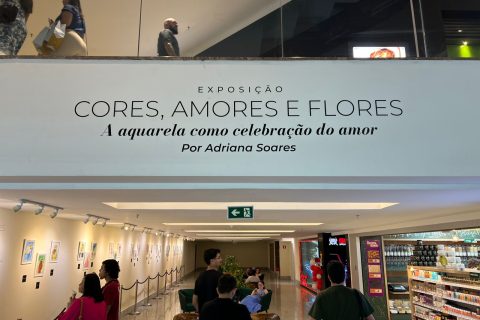 EXPOSIÇÃO
CORES, AMORES E FLORES
A aquarela como celebração do amor
Por Adriana Soares